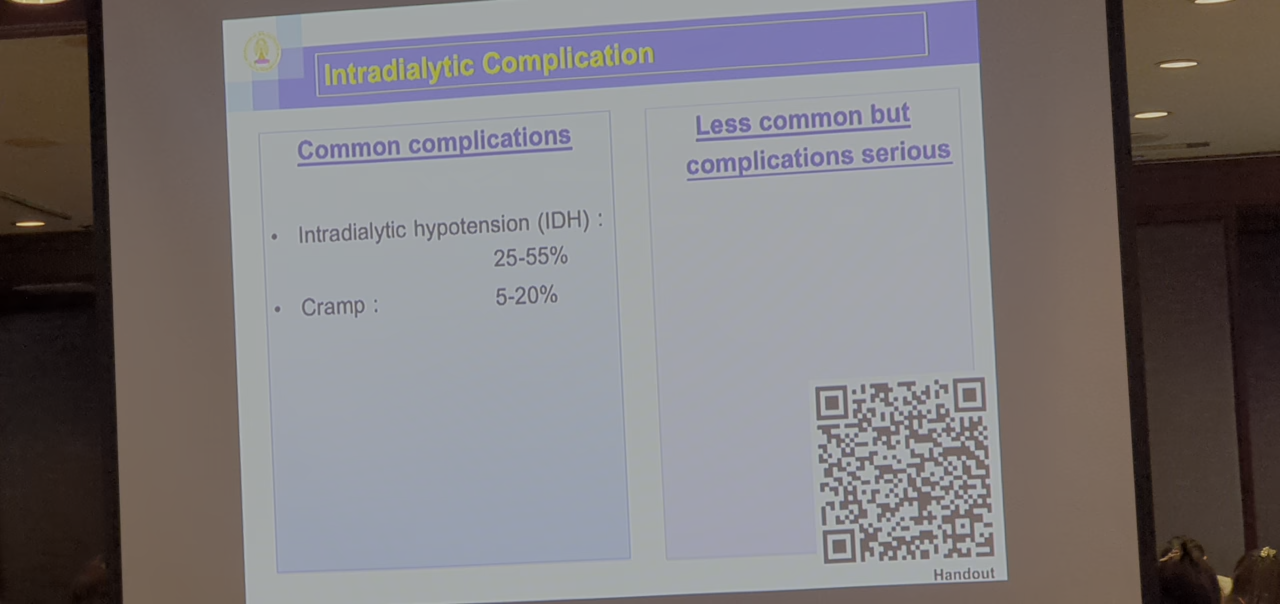 Intradialytic Complication
Common complications
• Intradialytic hypotension (IDH) :
25-55%
• Cramp : 5-20%
Less common but
complications serious
Handout